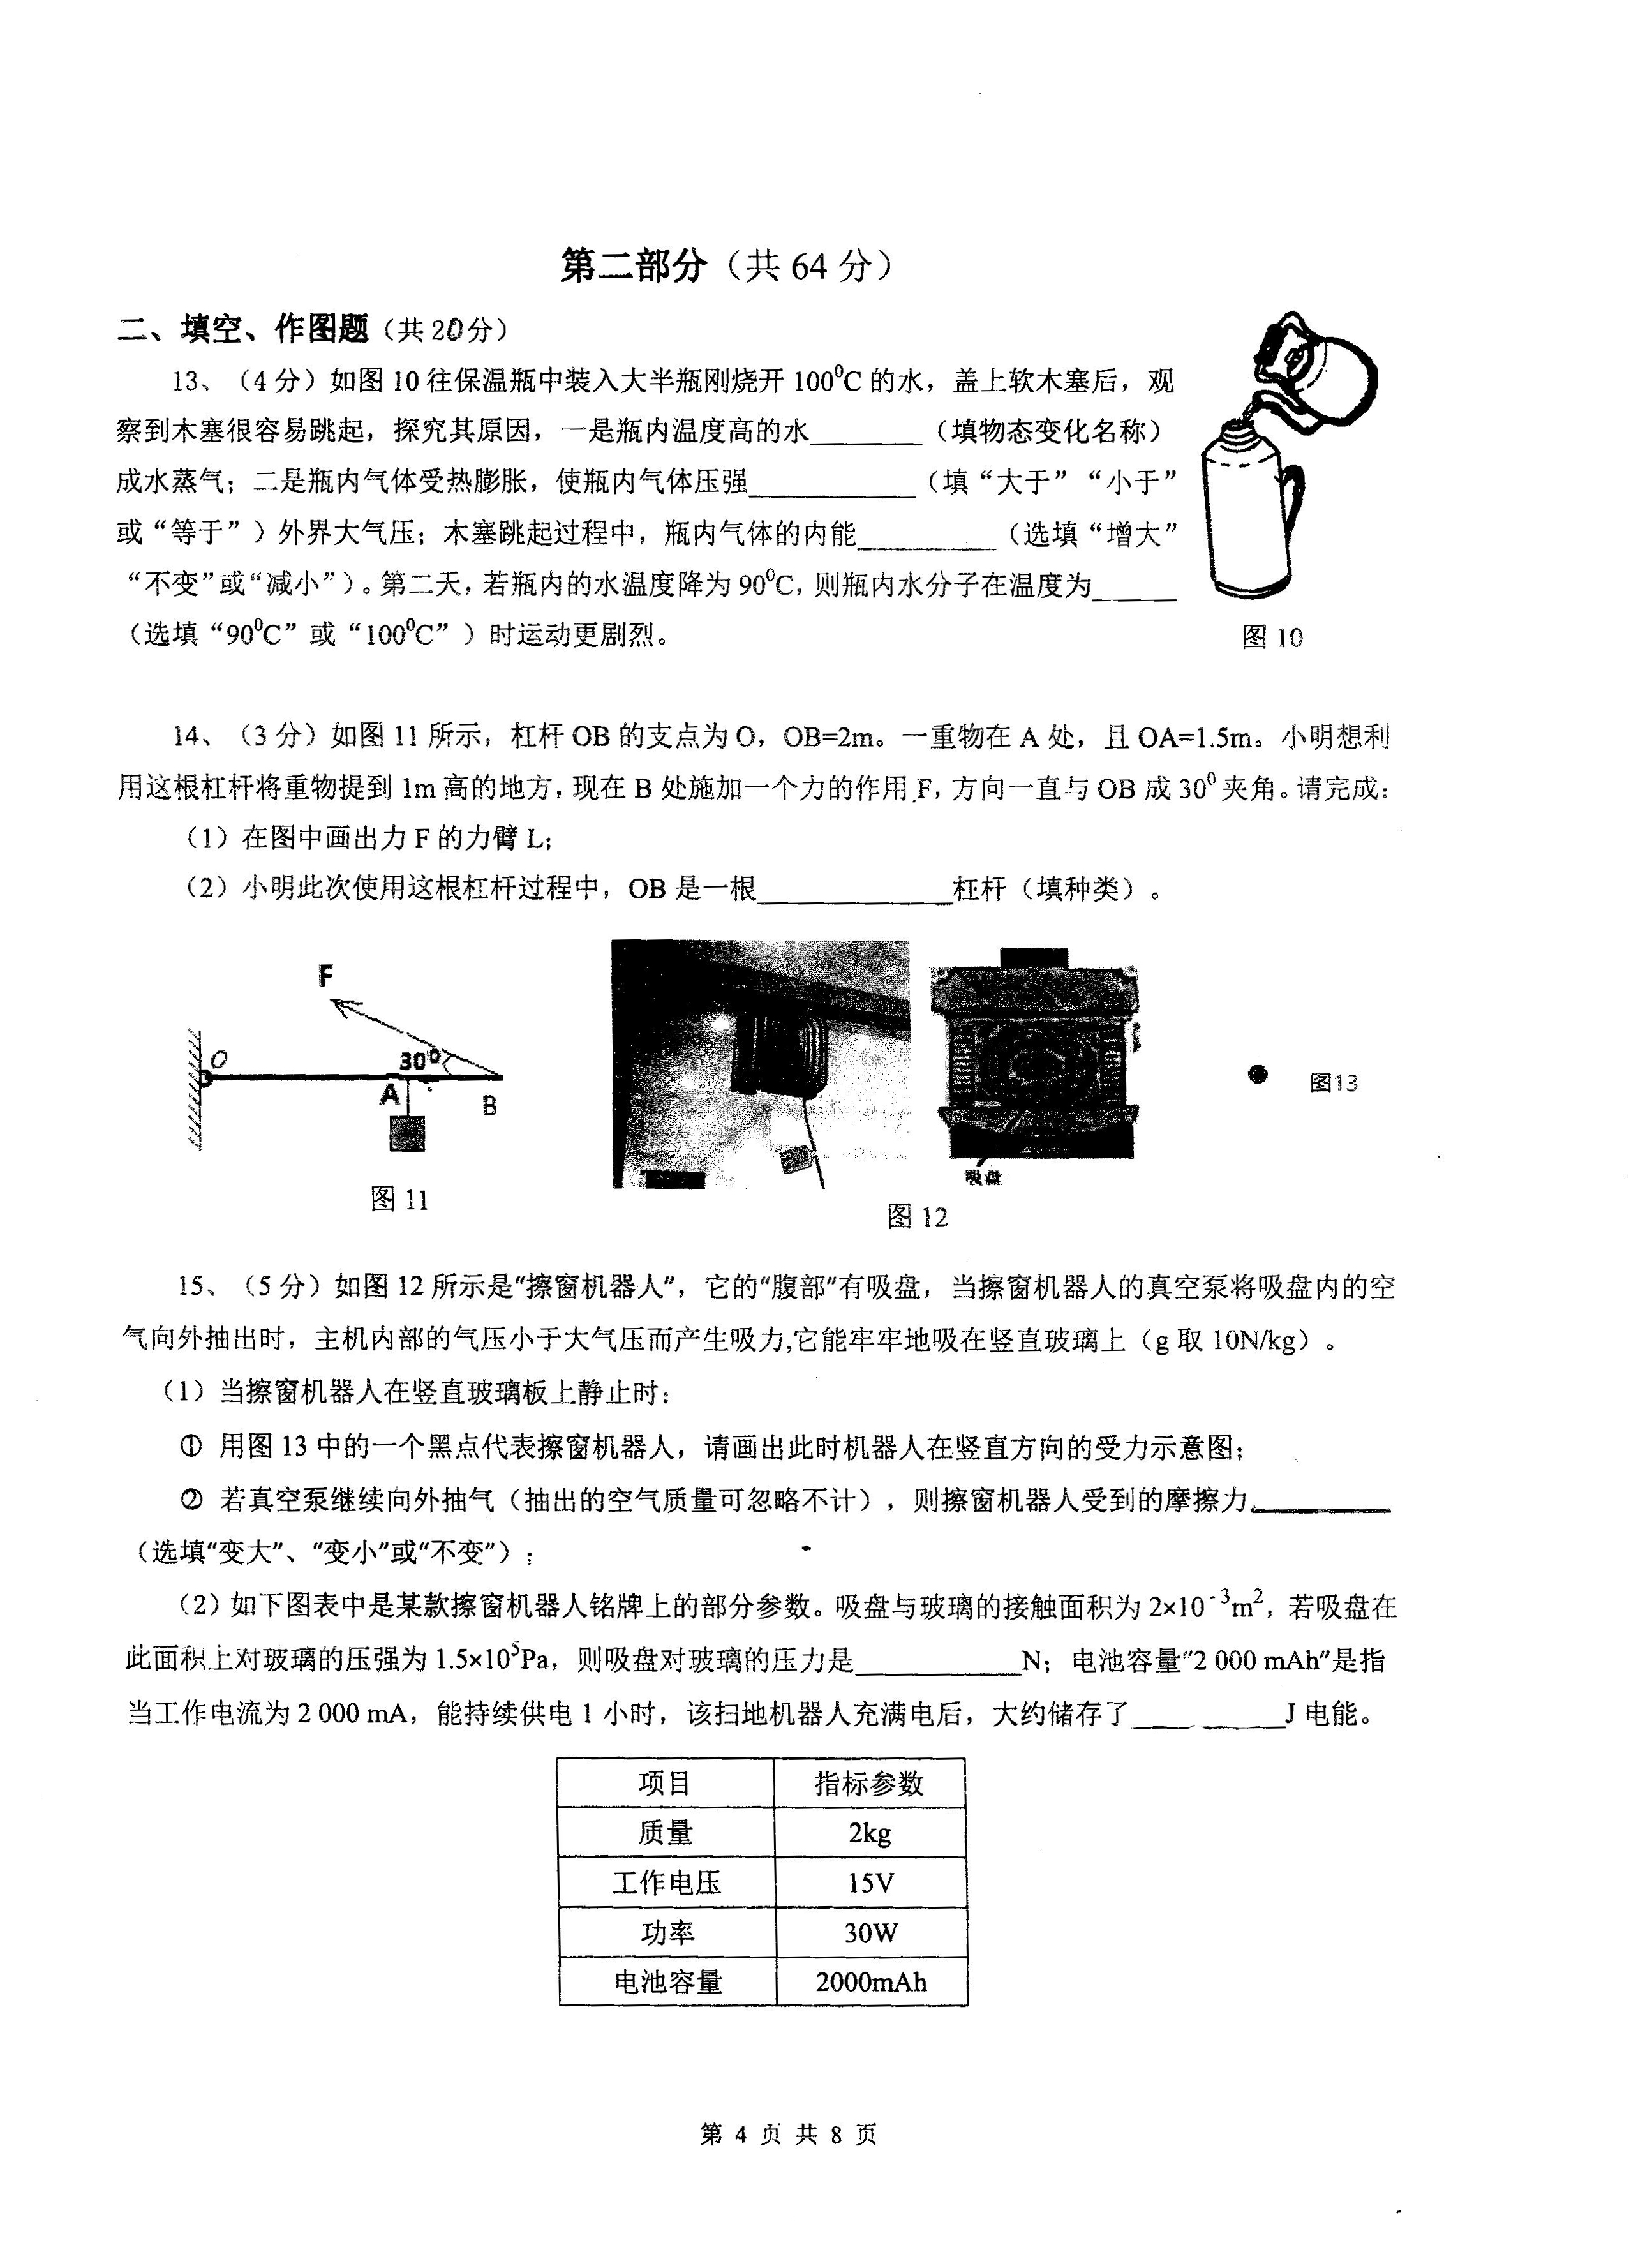 第二部分（共 64 分）
二、填空、作图题（共20分）
13、（4 分）如图 10 往保温瓶中装入大半瓶刚烧开 100⁰C 的水，盖上软木塞后，观
察到木塞很容易跳起，探究其原因，一是瓶内温度高的水________（填物态变化名称）
成水蒸气；二是瓶内气体受热膨胀，使瓶内气体压强____________（填“大于”“小于”
或“等于”）外界大气压；木塞跳起过程中，瓶内气体的内能__________（选填“增大”
“不变”或“减小”）。第二天，若瓶内的水温度降为 90⁰C，则瓶内水分子在温度为______
（选填“90⁰C”或“100⁰C”）时运动更剧烈。
图 10
14、（3 分）如图 11 所示，杠杆 OB 的支点为 O，OB=2m。一重物在 A 处，且 OA=1.5m。小明想利
用这根杠杆将重物提到 1m 高的地方，现在 B 处施加一个力的作用 F，方向一直与 OB 成 30⁰ 夹角。请完成：
（1）在图中画出力 F 的力臂 L；
（2）小明此次使用这根杠杆过程中，OB 是一根______________杠杆（填种类）。
F
O
30⁰
A
B
图 11
吸盘
图 12
图13
15、（5 分）如图 12 所示是“擦窗机器人”，它的“腹部”有吸盘，当擦窗机器人的真空泵将吸盘内的空
气向外抽出时，主机内部的气压小于大气压而产生吸力,它能牢牢地吸在竖直玻璃上（g 取 10N/kg）。
（1）当擦窗机器人在竖直玻璃板上静止时：
① 用图 13 中的一个黑点代表擦窗机器人，请画出此时机器人在竖直方向的受力示意图；
② 若真空泵继续向外抽气（抽出的空气质量可忽略不计），则擦窗机器人受到的摩擦力__________
（选填“变大”、“变小”或“不变”）；
（2）如下图表中是某款擦窗机器人铭牌上的部分参数。吸盘与玻璃的接触面积为 2×10⁻³m²，若吸盘在
此面积上对玻璃的压强为 1.5×10⁵Pa，则吸盘对玻璃的压力是____________N；电池容量“2 000 mAh”是指
当工作电流为 2 000 mA，能持续供电 1 小时，该扫地机器人充满电后，大约储存了____ ______J 电能。
项目 指标参数
质量 2kg
工作电压 15V
功率 30W
电池容量 2000mAh
第 4 页 共 8 页